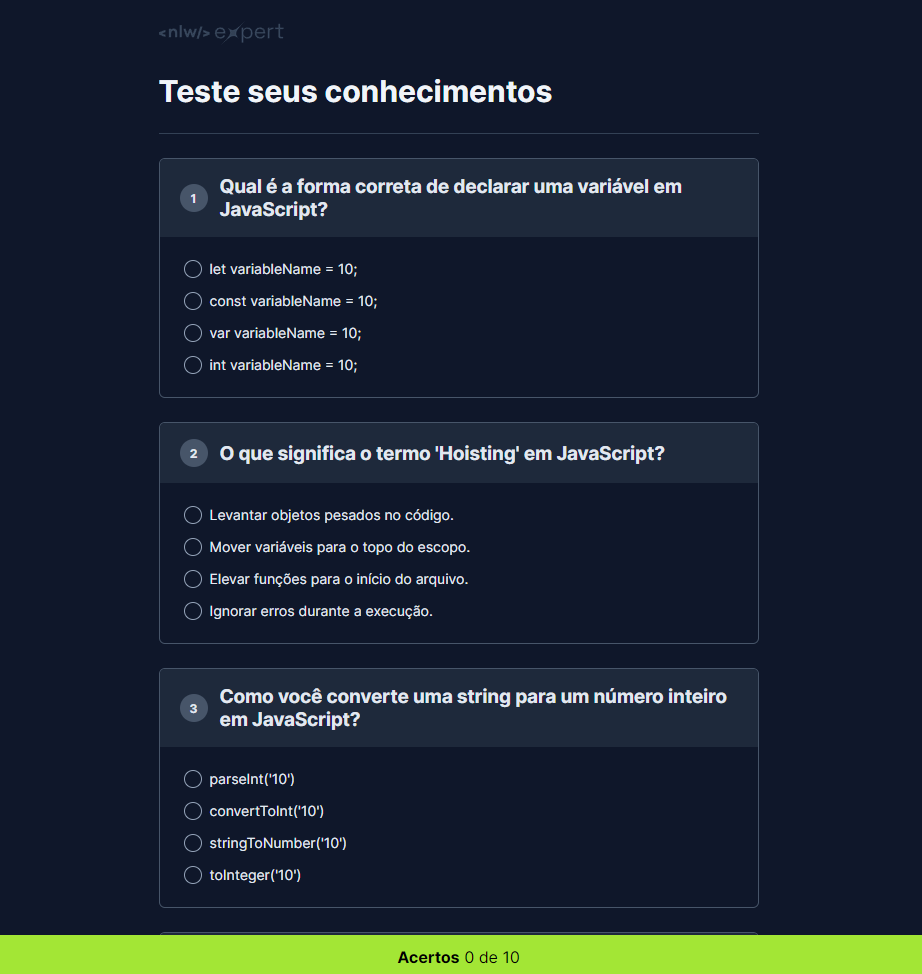 <nlw/> expert
Teste seus conhecimentos
1
Qual é a forma correta de declarar uma variável em
JavaScript?
let variableName = 10;
const variableName = 10;
var variableName = 10;
int variableName = 10;
2
O que significa o termo 'Hoisting' em JavaScript?
Levantar objetos pesados no código.
Mover variáveis para o topo do escopo.
Elevar funções para o início do arquivo.
Ignorar erros durante a execução.
3
Como você converte uma string para um número inteiro
em JavaScript?
parseInt('10')
convertToInt('10')
stringToNumber('10')
toInteger('10')
Acertos 0 de 10